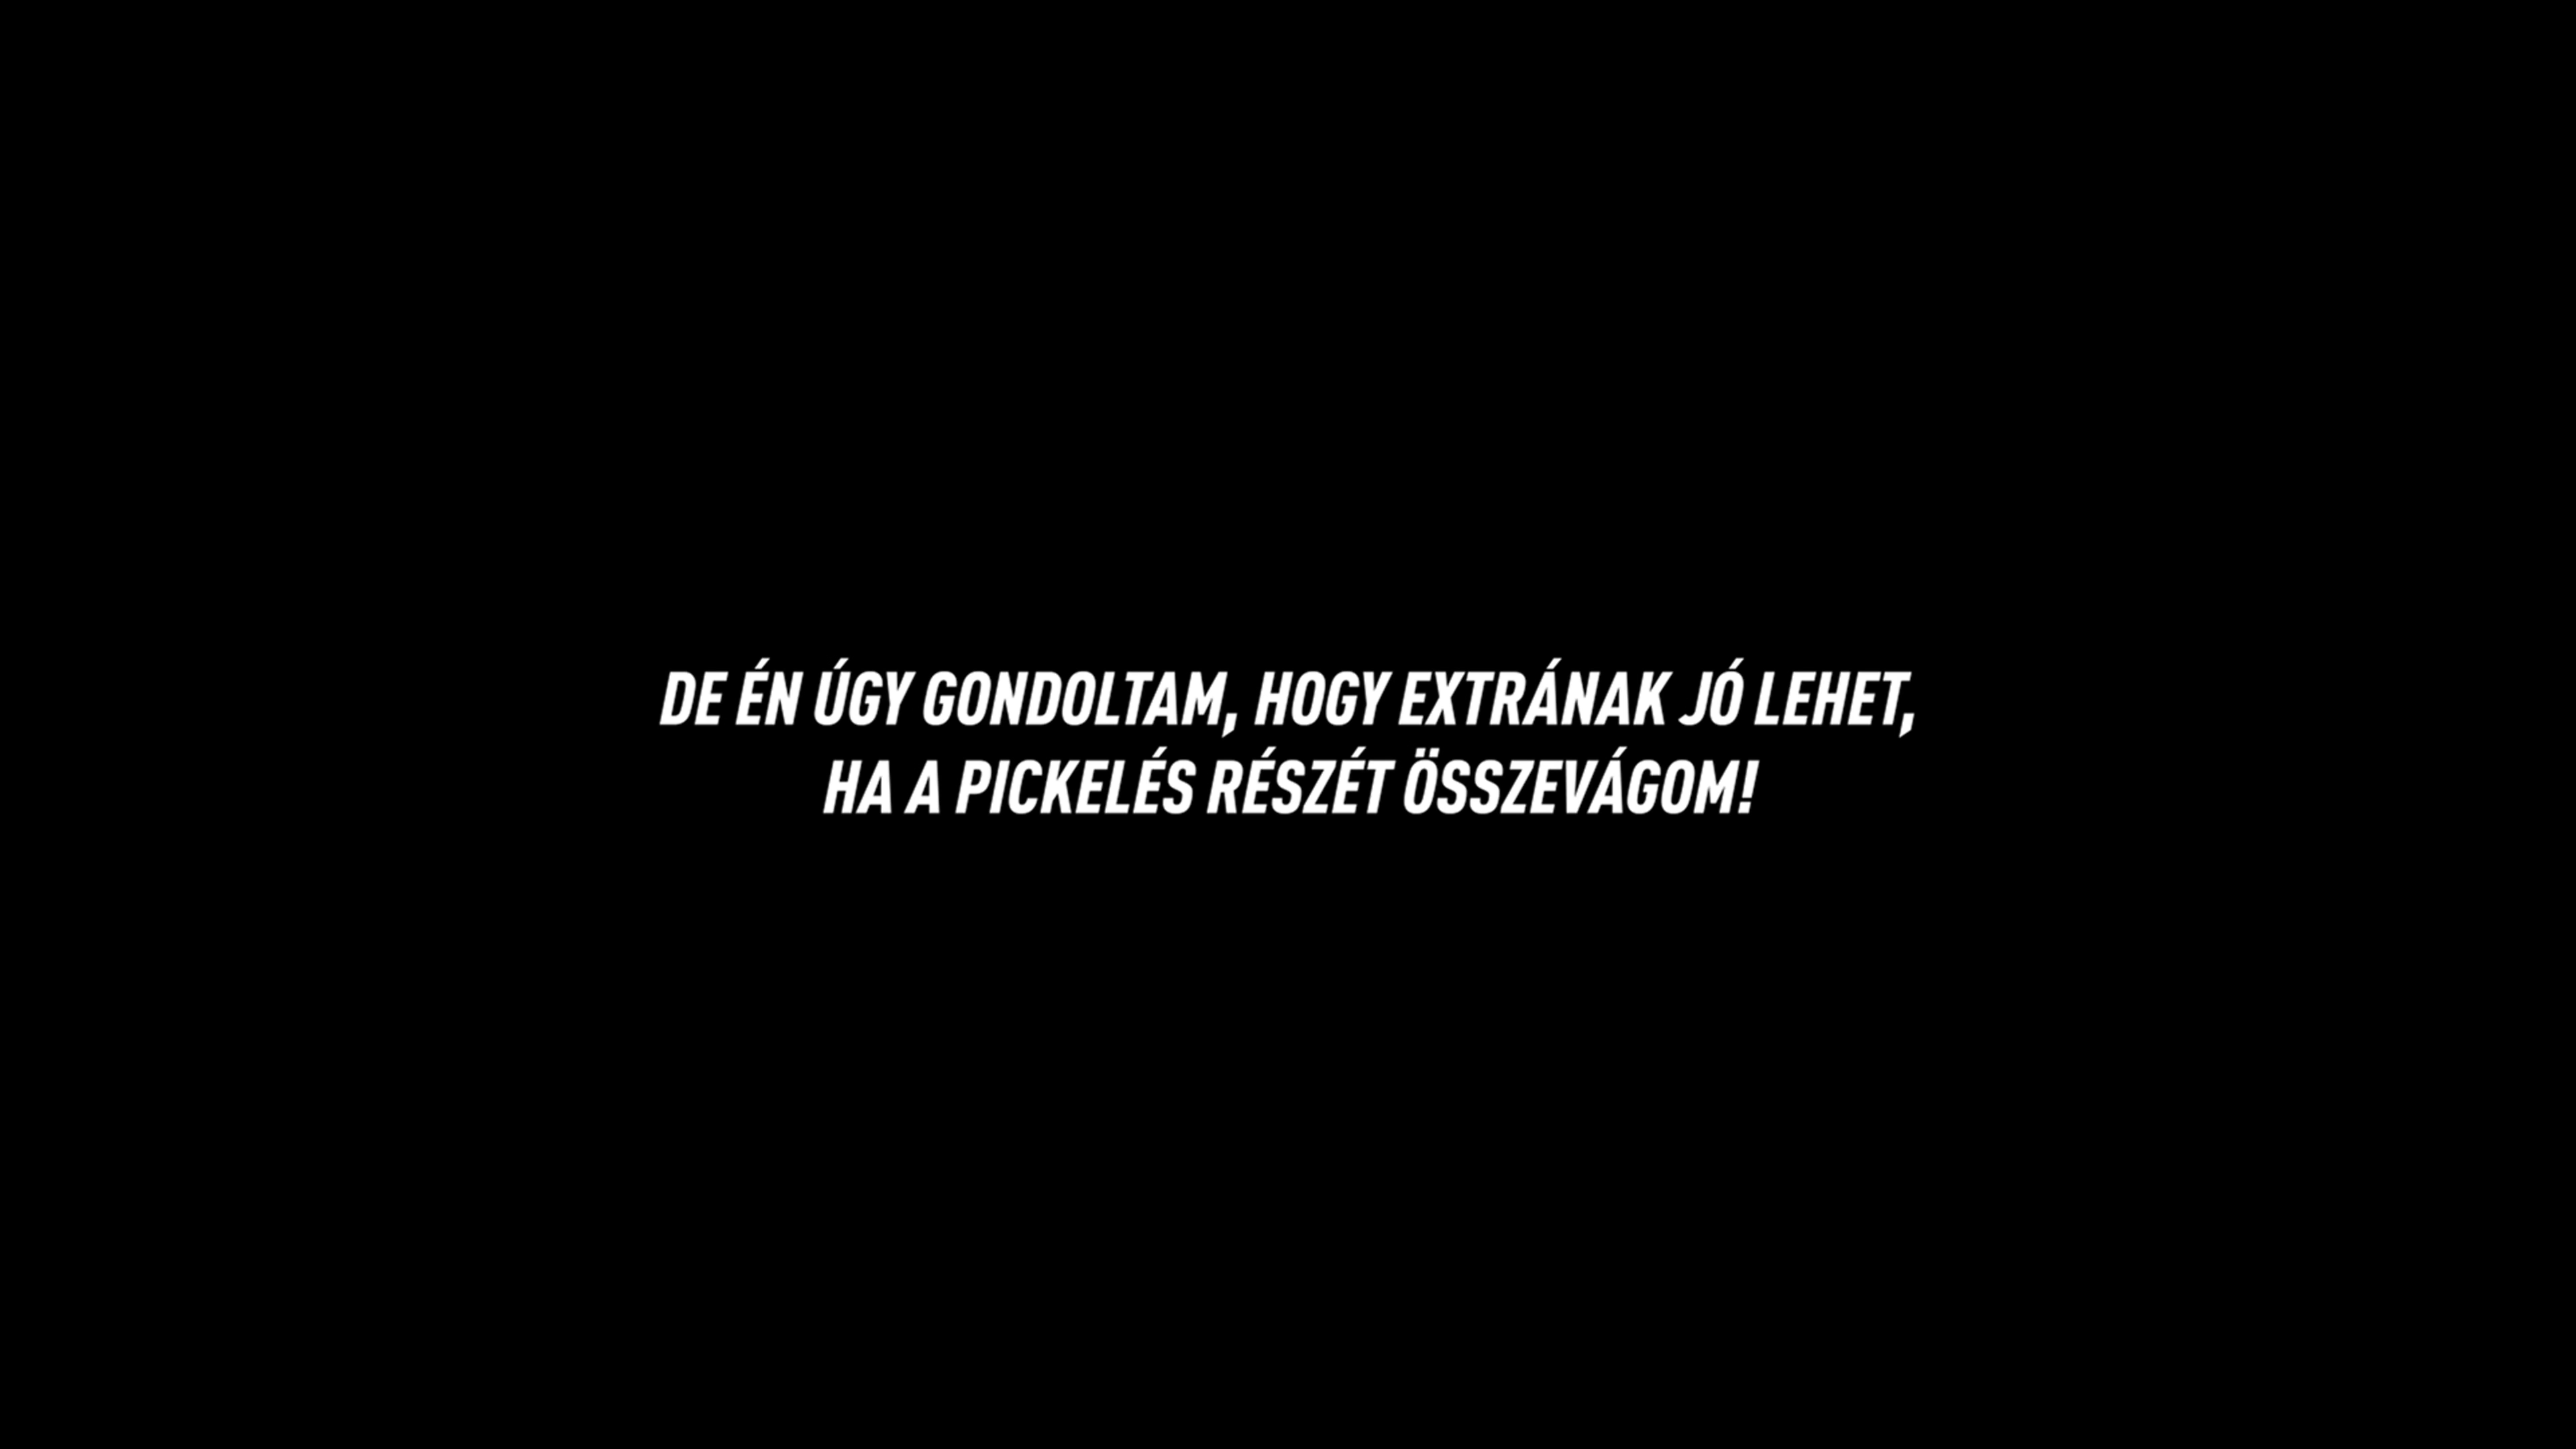 DE ÉN ÚGY GONDOLTAM, HOGY EXTRÁNAK JÓ LEHET,
HA A PICKELÉS RÉSZÉT ÖSSZEVÁGOM!